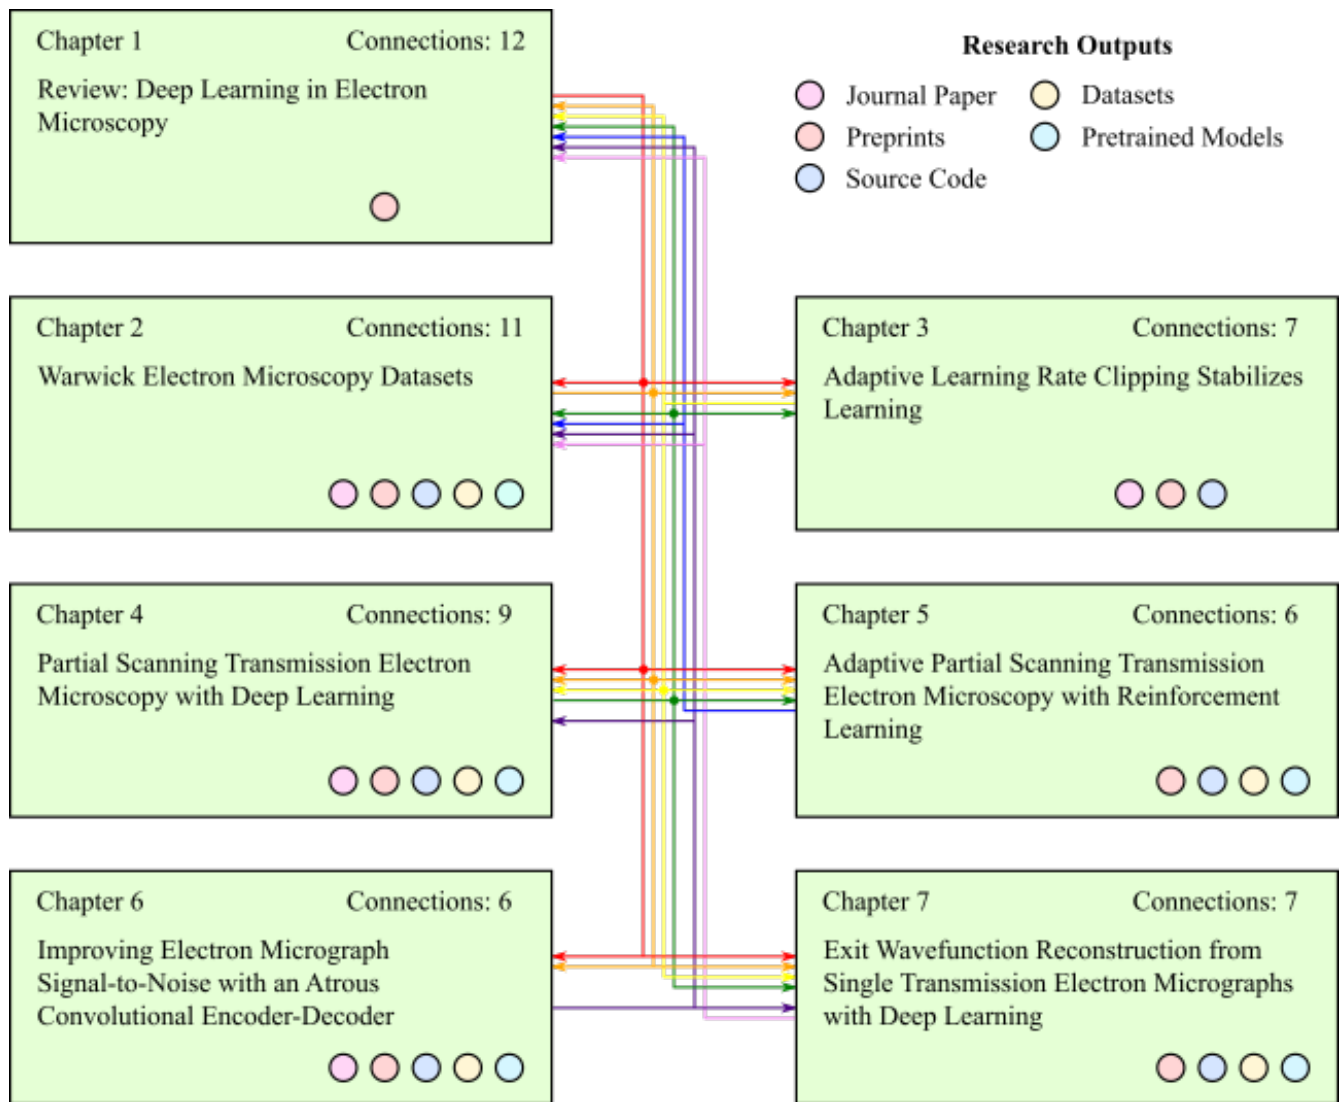 Chapter 1 Connections: 12
Review: Deep Learning in Electron
Microscopy
Research Outputs
Journal Paper Datasets
Preprints Pretrained Models
Source Code
Chapter 2 Connections: 11
Warwick Electron Microscopy Datasets
Chapter 3 Connections: 7
Adaptive Learning Rate Clipping Stabilizes
Learning
Chapter 4 Connections: 9
Partial Scanning Transmission Electron
Microscopy with Deep Learning
Chapter 5 Connections: 6
Adaptive Partial Scanning Transmission
Electron Microscopy with Reinforcement
Learning
Chapter 6 Connections: 6
Improving Electron Micrograph
Signal-to-Noise with an Atrous
Convolutional Encoder-Decoder
Chapter 7 Connections: 7
Exit Wavefunction Reconstruction from
Single Transmission Electron Micrographs
with Deep Learning